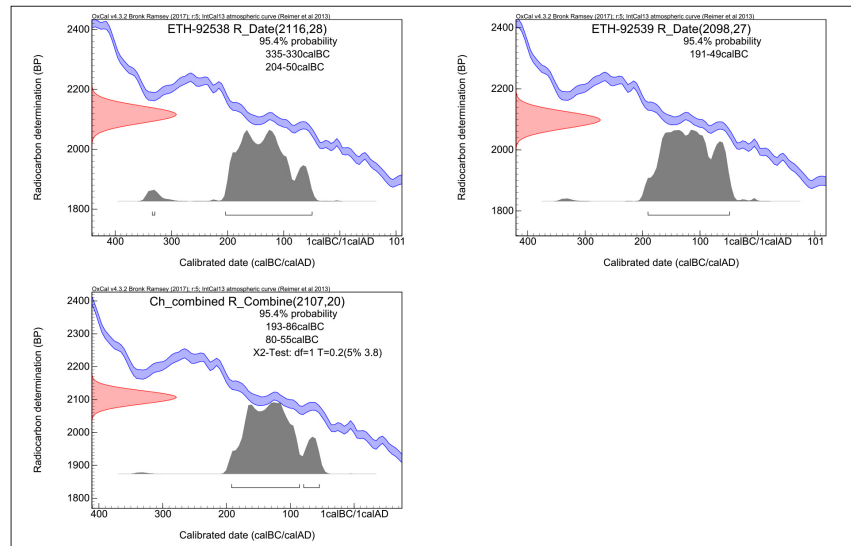 OxCal v4.3.2 Bronk Ramsey (2017); r:5; IntCal13 atmospheric curve (Reimer et al 2013)
ETH-92538 R_Date(2116,28)
95.4% probability
335-330calBC
204-50calBC
2400
2200
2000
1800
Radiocarbon determination (BP)
400 300 200 100 1calBC/1calAD 101
Calibrated date (calBC/calAD)
OxCal v4.3.2 Bronk Ramsey (2017); r:5; IntCal13 atmospheric curve (Reimer et al 2013)
ETH-92539 R_Date(2098,27)
95.4% probability
191-49calBC
2400
2200
2000
1800
Radiocarbon determination (BP)
400 300 200 100 1calBC/1calAD 101
Calibrated date (calBC/calAD)
OxCal v4.3.2 Bronk Ramsey (2017); r:5; IntCal13 atmospheric curve (Reimer et al 2013)
Ch_combined R_Combine(2107,20)
95.4% probability
193-86calBC
80-55calBC
X2-Test: df=1 T=0.2(5% 3.8)
2400
2300
2200
2100
2000
1900
1800
Radiocarbon determination (BP)
400 300 200 100 1calBC/1calAD
Calibrated date (calBC/calAD)